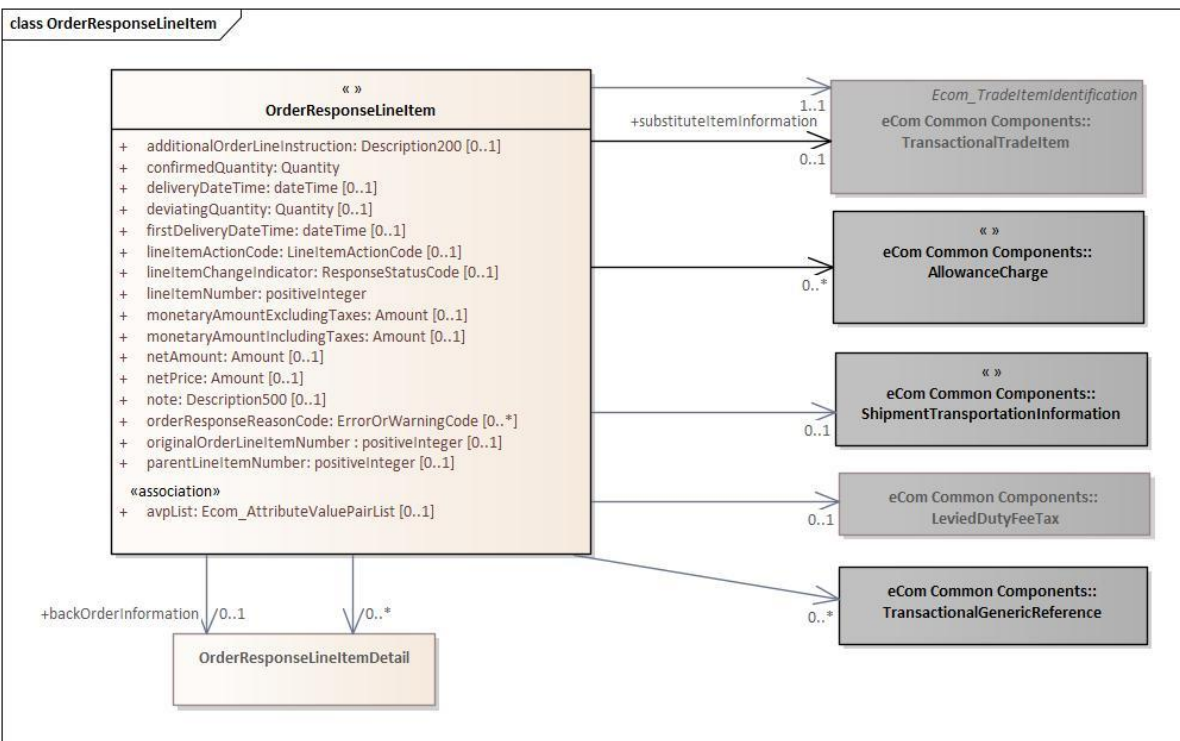 class OrderResponseLineItem
« »
OrderResponseLineItem
+ additionalOrderLineInstruction: Description200 [0..1]
+ confirmedQuantity: Quantity
+ deliveryDateTime: dateTime [0..1]
+ deviatingQuantity: Quantity [0..1]
+ firstDeliveryDateTime: dateTime [0..1]
+ lineItemActionCode: LineItemActionCode [0..1]
+ lineItemChangeIndicator: ResponseStatusCode [0..1]
+ lineItemNumber: positiveInteger
+ monetaryAmountExcludingTaxes: Amount [0..1]
+ monetaryAmountIncludingTaxes: Amount [0..1]
+ netAmount: Amount [0..1]
+ netPrice: Amount [0..1]
+ note: Description500 [0..1]
+ orderResponseReasonCode: ErrorOrWarningCode [0..*]
+ originalOrderLineItemNumber : positiveInteger [0..1]
+ parentLineItemNumber: positiveInteger [0..1]
«association»
+ avpList: Ecom_AttributeValuePairList [0..1]
1..1
+substituteItemInformation
0..1
Ecom_TradeItemIdentification
eCom Common Components::
TransactionalTradeItem
« »
eCom Common Components::
AllowanceCharge
0..*
« »
eCom Common Components::
ShipmentTransportationInformation
0..1
eCom Common Components::
LeviedDutyFeeTax
0..1
eCom Common Components::
TransactionalGenericReference
0..*
+backOrderInformation
0..1
0..*
OrderResponseLineItemDetail